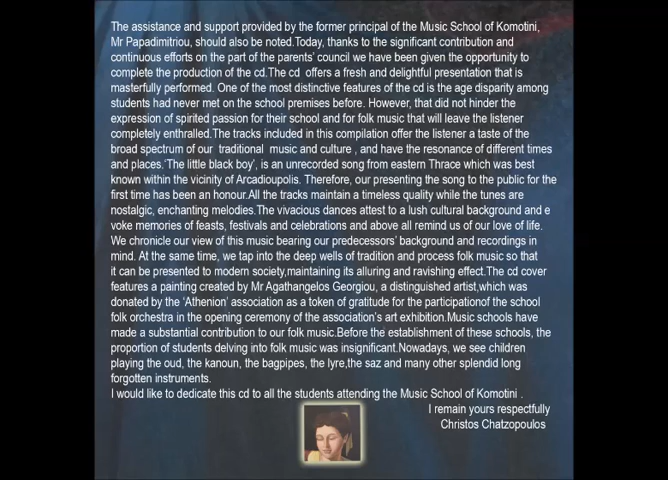 The assistance and support provided by the former principal of the Music School of Komotini,
Mr Papadimitriou, should also be noted.Today, thanks to the significant contribution and
continuous efforts on the part of the parents' council we have been given the opportunity to
complete the production of the cd.The cd  offers a fresh and delightful presentation that is
masterfully performed. One of the most distinctive features of the cd is the age disparity among
students had never met on the school premises before. However, that did not hinder the
expression of spirited passion for their school and for folk music that will leave the listener
completely enthralled.The tracks included in this compilation offer the listener a taste of the
broad spectrum of our  traditional  music and culture , and have the resonance of different times
and places.'The little black boy', is an unrecorded song from eastern Thrace which was best
known within the vicinity of Arcadioupolis. Therefore, our presenting the song to the public for the
first time has been an honour.All the tracks maintain a timeless quality while the tunes are
nostalgic, enchanting melodies.The vivacious dances attest to a lush cultural background and e
voke memories of feasts, festivals and celebrations and above all remind us of our love of life.
We chronicle our view of this music bearing our predecessors' background and recordings in
mind. At the same time, we tap into the deep wells of tradition and process folk music so that
it can be presented to modern society,maintaining its alluring and ravishing effect.The cd cover
features a painting created by Mr Agathangelos Georgiou, a distinguished artist,which was
donated by the 'Athenion' association as a token of gratitude for the participationof the school
folk orchestra in the opening ceremony of the association's art exhibition.Music schools have
made a substantial contribution to our folk music.Before the establishment of these schools, the
proportion of students delving into folk music was insignificant.Nowadays, we see children
playing the oud, the kanoun, the bagpipes, the lyre,the saz and many other splendid long
forgotten instruments.
I would like to dedicate this cd to all the students attending the Music School of Komotini .
I remain yours respectfully
Christos Chatzopoulos